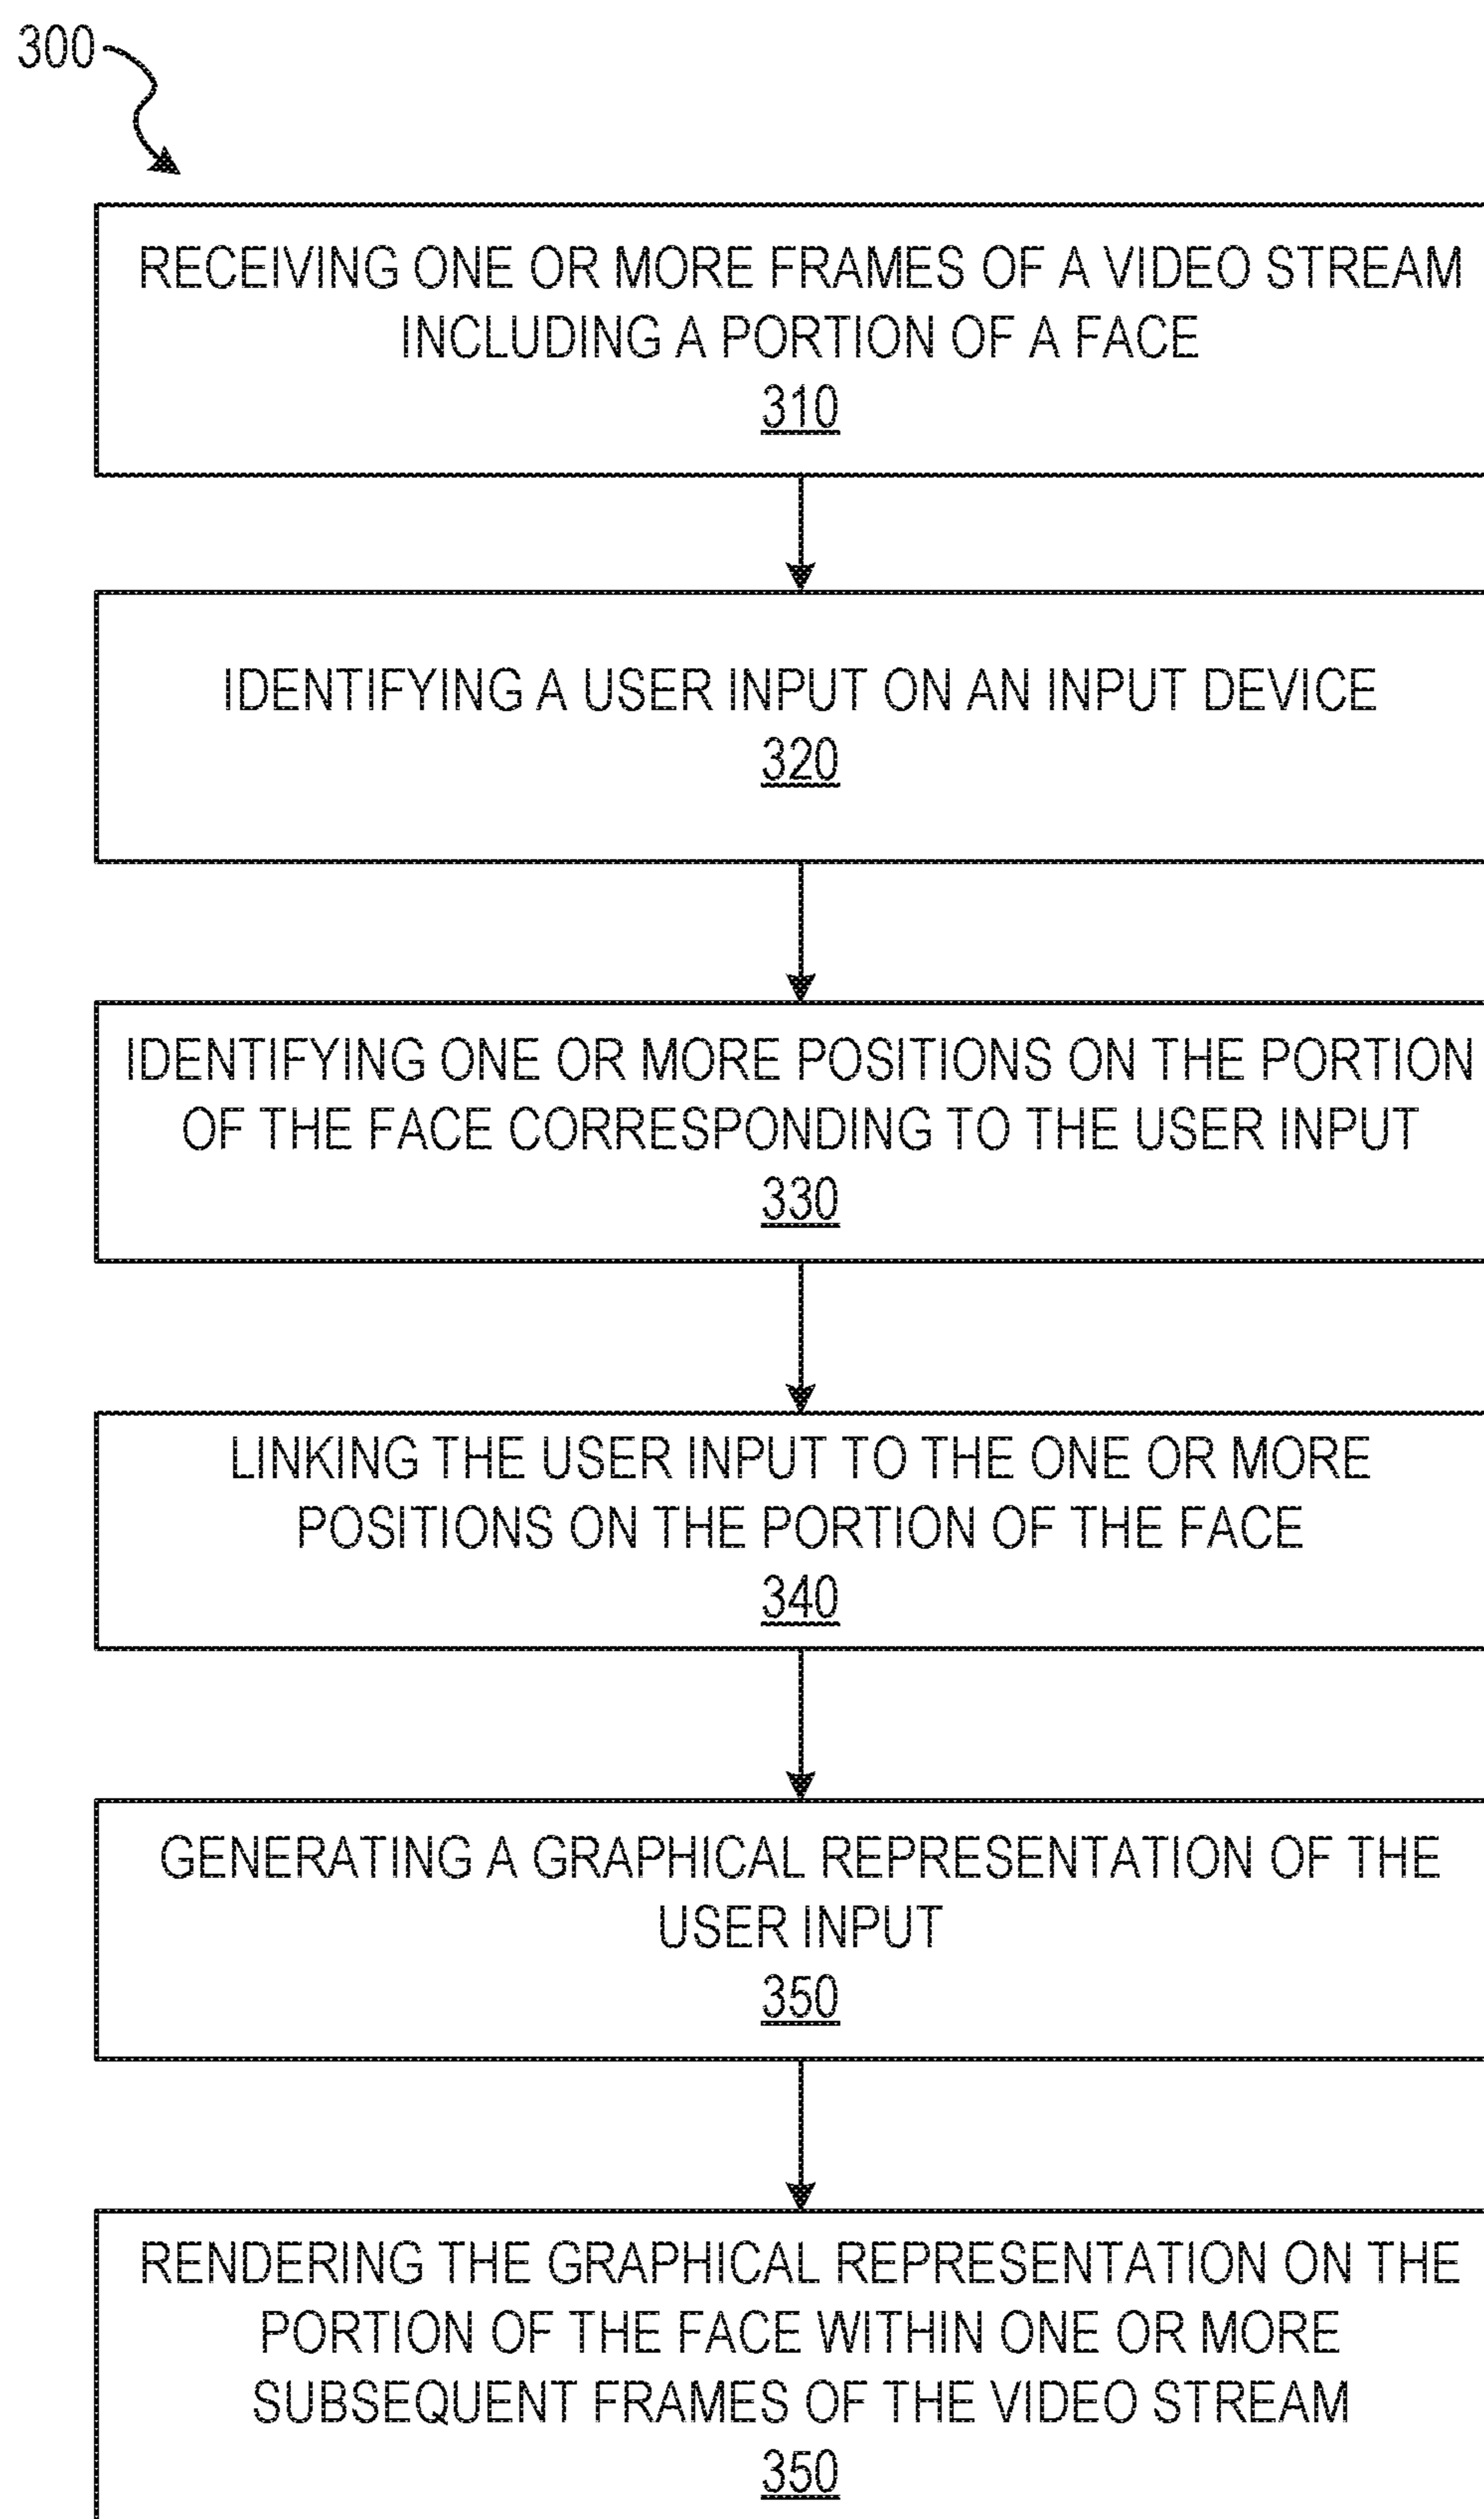 300
RECEIVING ONE OR MORE FRAMES OF A VIDEO STREAM
INCLUDING A PORTION OF A FACE
310
IDENTIFYING A USER INPUT ON AN INPUT DEVICE
320
IDENTIFYING ONE OR MORE POSITIONS ON THE PORTION
OF THE FACE CORRESPONDING TO THE USER INPUT
330
LINKING THE USER INPUT TO THE ONE OR MORE
POSITIONS ON THE PORTION OF THE FACE
340
GENERATING A GRAPHICAL REPRESENTATION OF THE
USER INPUT
350
RENDERING THE GRAPHICAL REPRESENTATION ON THE
PORTION OF THE FACE WITHIN ONE OR MORE
SUBSEQUENT FRAMES OF THE VIDEO STREAM
350